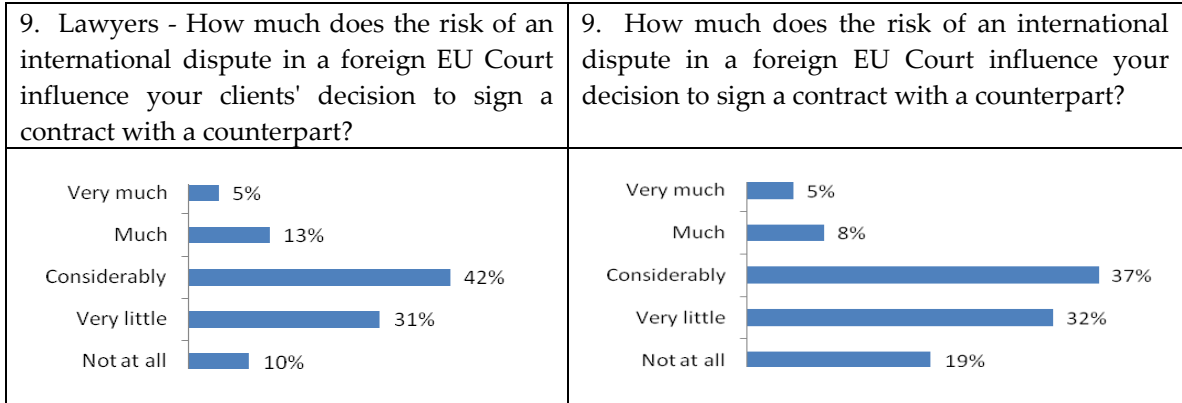 9. Lawyers - How much does the risk of an
international dispute in a foreign EU Court
influence your clients' decision to sign a
contract with a counterpart?
9. How much does the risk of an international
dispute in a foreign EU Court influence your
decision to sign a contract with a counterpart?
Very much 5%
Much 13%
Considerably 42%
Very little 31%
Not at all 10%
Very much 5%
Much 8%
Considerably 37%
Very little 32%
Not at all 19%